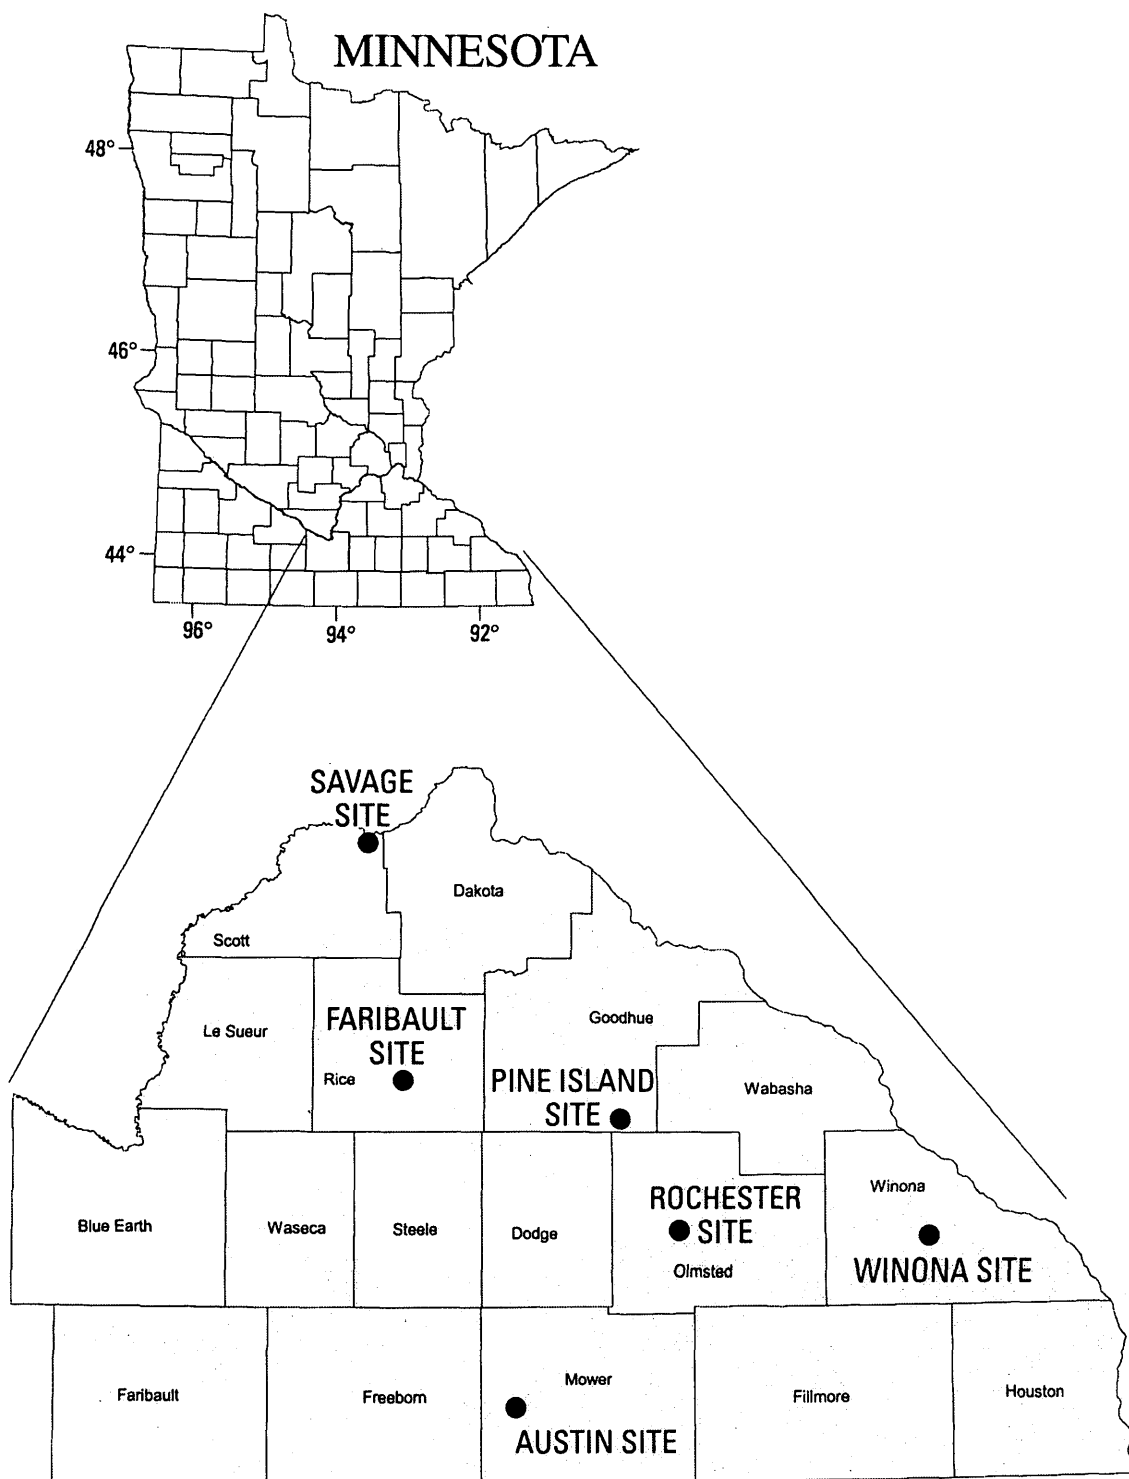 MINNESOTA
48°
46°
44°
96°
94°
92°
SAVAGE
SITE
Dakota
Scott
FARIBAULT
SITE
Le Sueur
Goodhue
Rice
PINE ISLAND
SITE
Wabasha
Winona
ROCHESTER
SITE
Blue Earth
Waseca
Steele
Dodge
Olmsted
WINONA SITE
Mower
Faribault
Freeborn
Fillmore
Houston
AUSTIN SITE